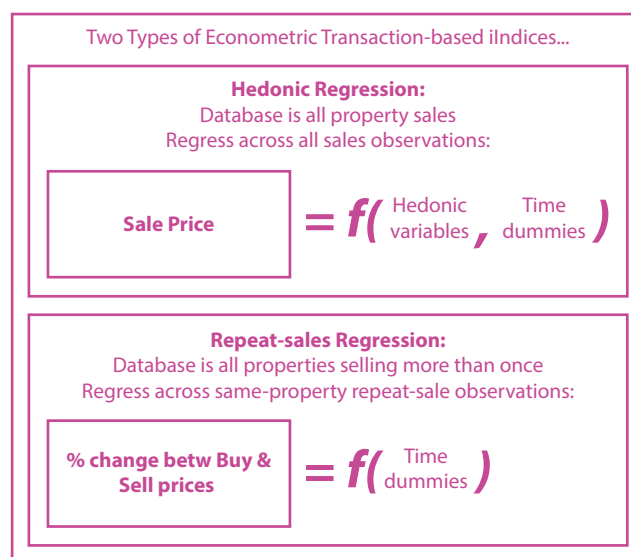 Two Types of Econometric Transaction-based iIndices...
Hedonic Regression:
Database is all property sales
Regress across all sales observations:
Sale Price
= f( Hedonic variables , Time dummies )
Repeat-sales Regression:
Database is all properties selling more than once
Regress across same-property repeat-sale observations:
% change betw Buy &
Sell prices
= f( Time dummies )